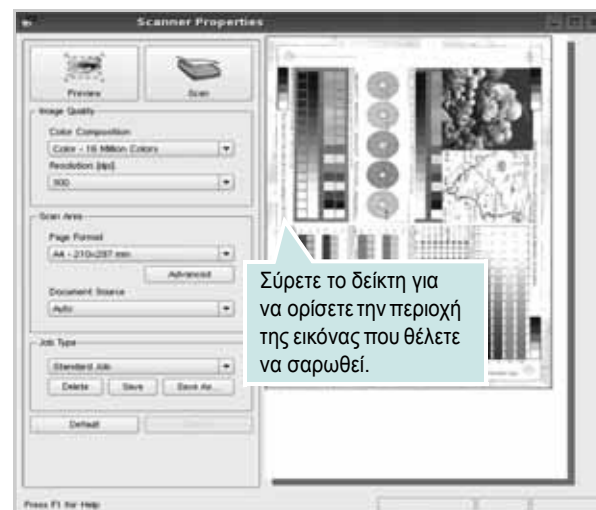 Scanner Properties
Preview
Scan
Image Quality
Color Composition
Color - 16 Million Colors
Resolution [dpi]
300
Scan Area
Page Format
A4 - 210x297 mm
Advanced
Document Source
Auto
Job Type
Standard Job
Delete
Save
Save As...
Default
Press F1 for Help
Σύρετε το δείκτη για
να ορίσετε την περιοχή
της εικόνας που θέλετε
να σαρωθεί.